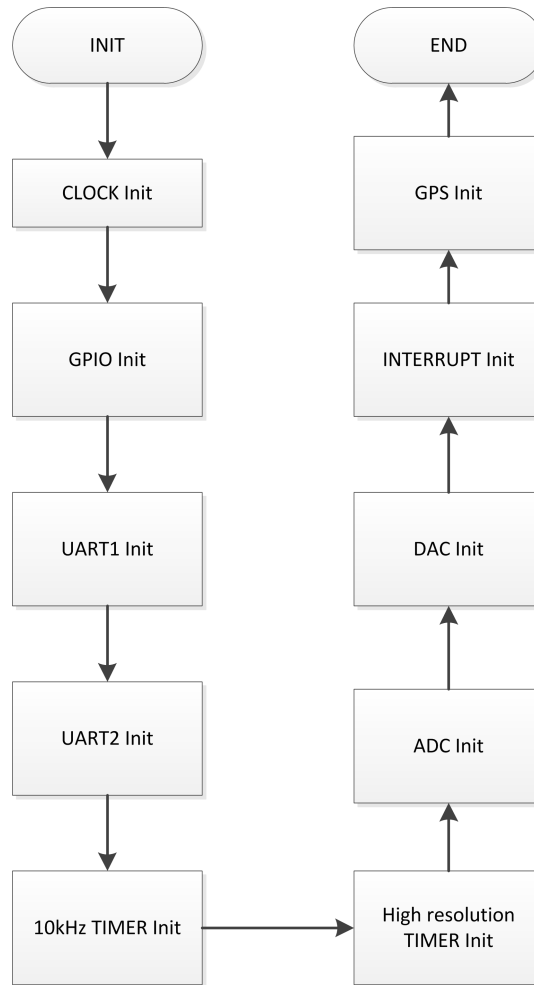 INIT
CLOCK Init
GPIO Init
UART1 Init
UART2 Init
10kHz TIMER Init
High resolution
TIMER Init
ADC Init
DAC Init
INTERRUPT Init
GPS Init
END